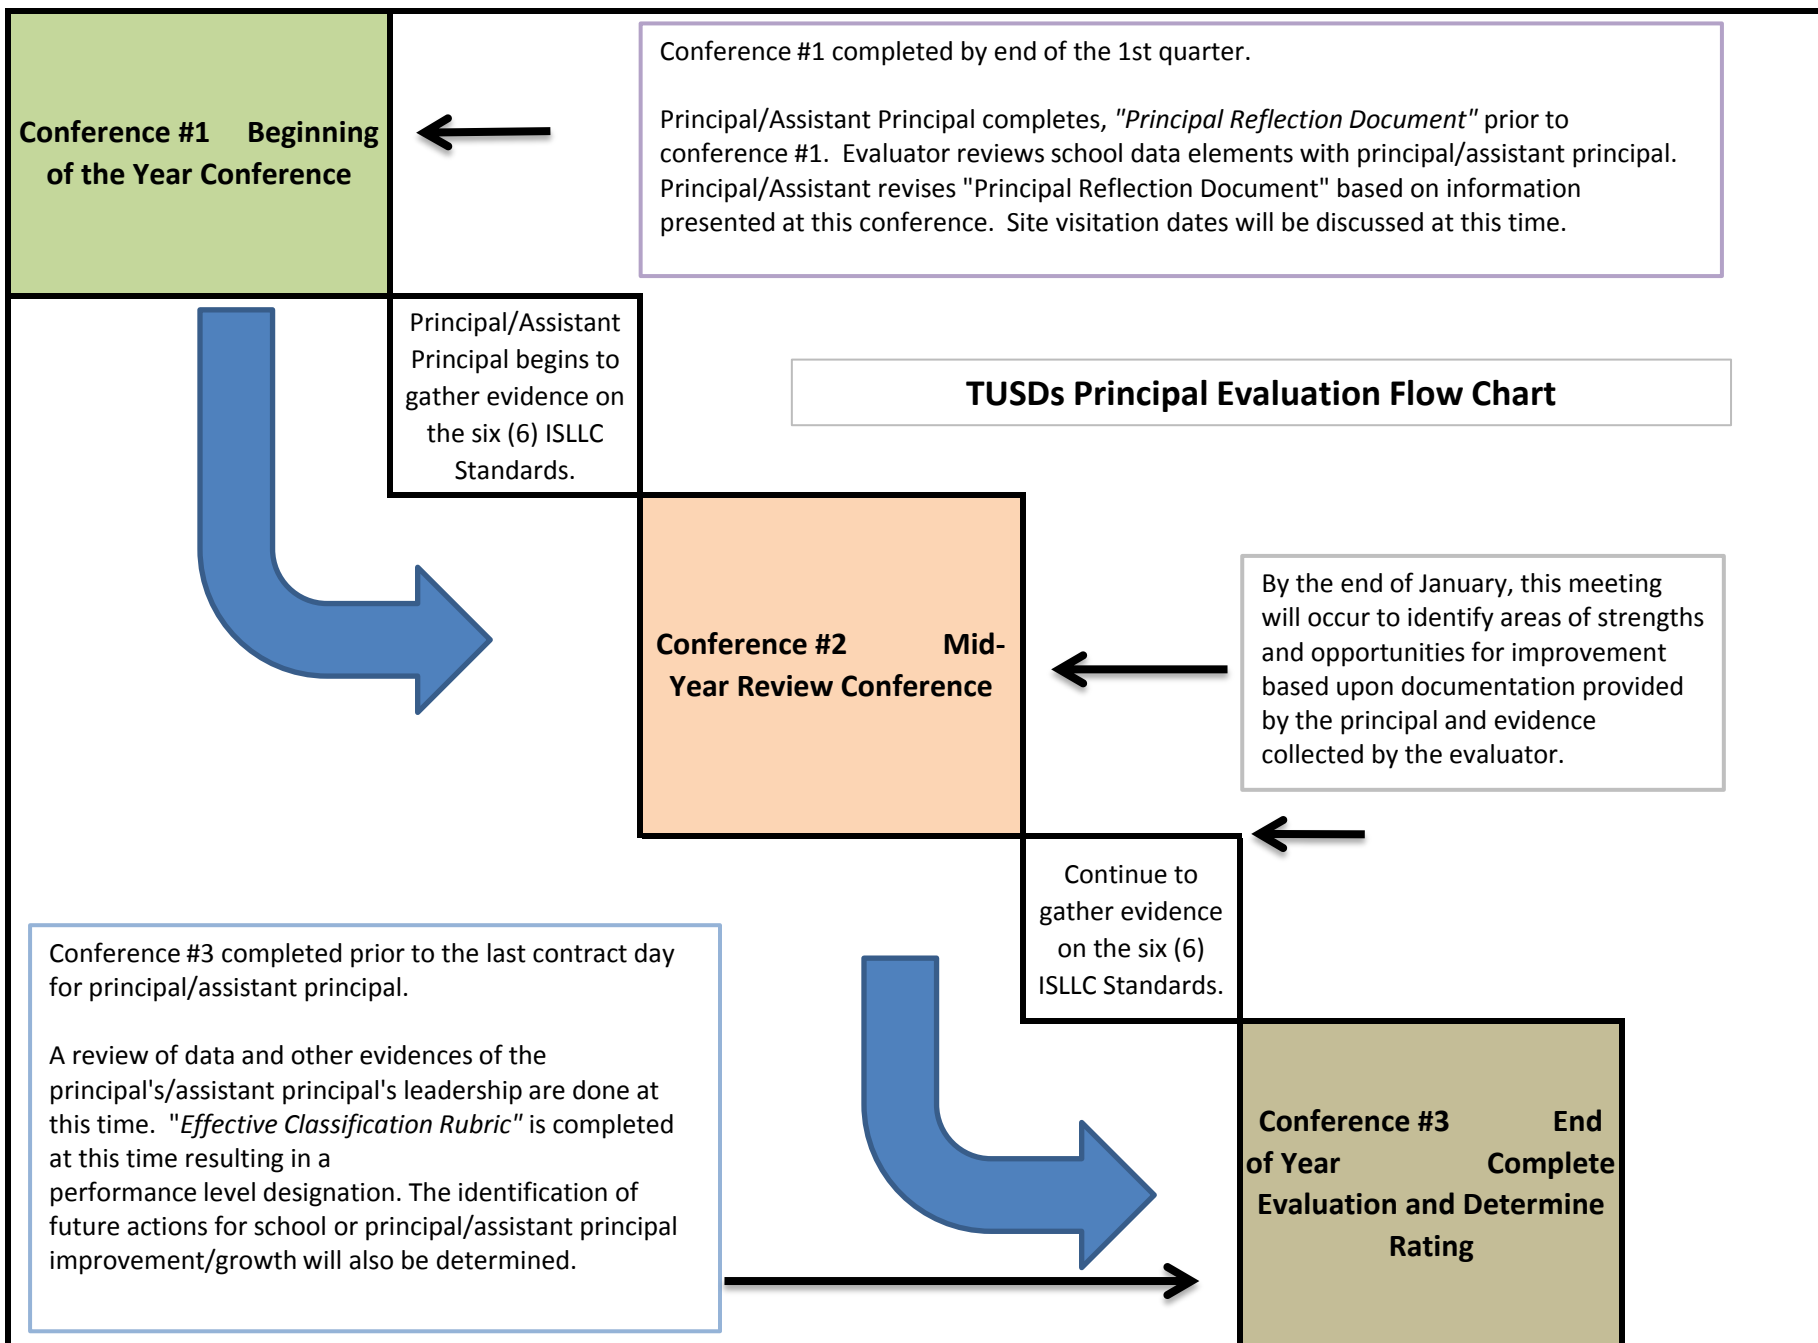 Conference #1 Beginning
of the Year Conference
Conference #1 completed by end of the 1st quarter.
Principal/Assistant Principal completes, "Principal Reflection Document" prior to
conference #1. Evaluator reviews school data elements with principal/assistant principal.
Principal/Assistant revises "Principal Reflection Document" based on information
presented at this conference. Site visitation dates will be discussed at this time.
Principal/Assistant
Principal begins to
gather evidence on
the six (6) ISLLC
Standards.
TUSDs Principal Evaluation Flow Chart
Conference #2 Mid-
Year Review Conference
By the end of January, this meeting
will occur to identify areas of strengths
and opportunities for improvement
based upon documentation provided
by the principal and evidence
collected by the evaluator.
Continue to
gather evidence
on the six (6)
ISLLC Standards.
Conference #3 completed prior to the last contract day
for principal/assistant principal.
A review of data and other evidences of the
principal's/assistant principal's leadership are done at
this time. "Effective Classification Rubric" is completed
at this time resulting in a
performance level designation. The identification of
future actions for school or principal/assistant principal
improvement/growth will also be determined.
Conference #3 End
of Year Complete
Evaluation and Determine
Rating